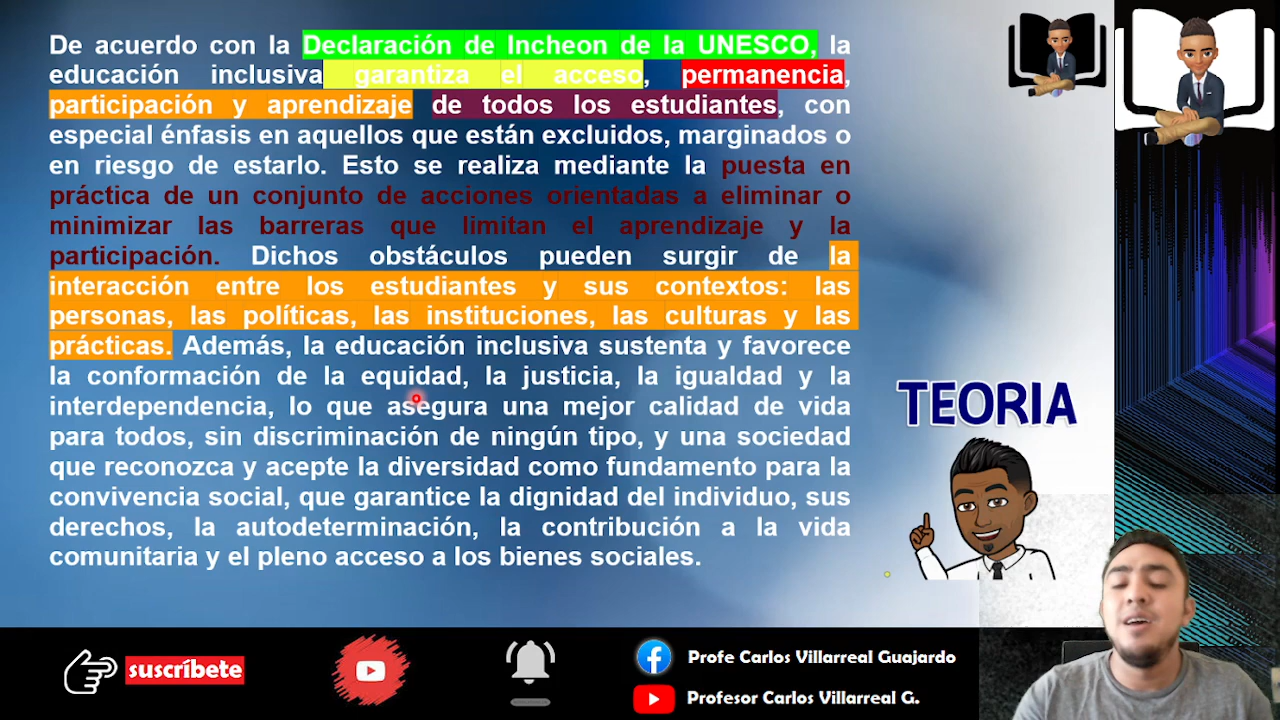 De acuerdo con la Declaración de Incheon de la UNESCO, la
educación inclusiva garantiza el acceso, permanencia,
participación y aprendizaje de todos los estudiantes, con
especial énfasis en aquellos que están excluidos, marginados o
en riesgo de estarlo. Esto se realiza mediante la puesta en
práctica de un conjunto de acciones orientadas a eliminar o
minimizar las barreras que limitan el aprendizaje y la
participación. Dichos obstáculos pueden surgir de la
interacción entre los estudiantes y sus contextos: las
personas, las políticas, las instituciones, las culturas y las
prácticas. Además, la educación inclusiva sustenta y favorece
la conformación de la equidad, la justicia, la igualdad y la
interdependencia, lo que asegura una mejor calidad de vida
para todos, sin discriminación de ningún tipo, y una sociedad
que reconozca y acepte la diversidad como fundamento para la
convivencia social, que garantice la dignidad del individuo, sus
derechos, la autodeterminación, la contribución a la vida
comunitaria y el pleno acceso a los bienes sociales.
TEORIA
suscríbete
Profe Carlos Villarreal Guajardo
Profesor Carlos Villarreal G.